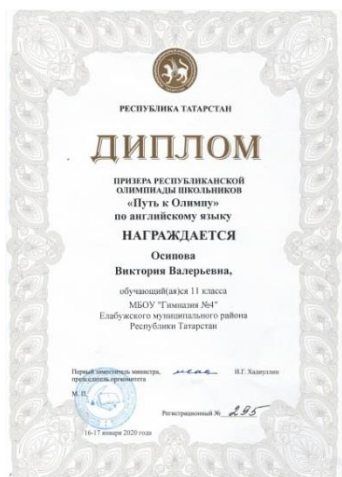 РЕСПУБЛИКА ТАТАРСТАН
ДИПЛОМ
ПРИЗЕРА РЕСПУБЛИКАНСКОЙ
ОЛИМПИАДЫ ШКОЛЬНИКОВ
«Путь к Олимпу»
по английскому языку
НАГРАЖДАЕТСЯ
Осипова
Виктория Валерьевна,
обучающий(ая)ся 11 класса
МБОУ "Гимназия №4"
Елабужского муниципального района
Республики Татарстан
Первый заместитель министра,
председатель оргкомитета
И.Г. Хадиуллин
М. П.
Регистрационный № 295
16-17 января 2020 года